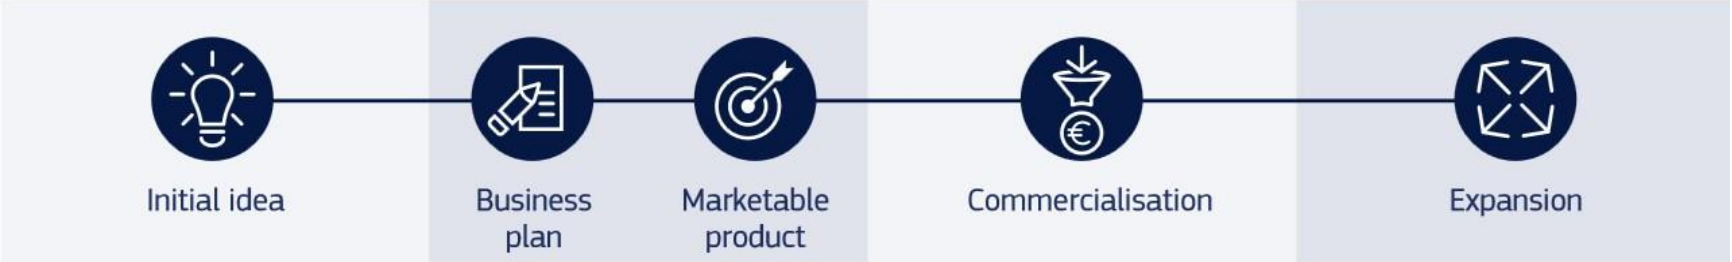 €
Initial idea
Business
plan
Marketable
product
Commercialisation
Expansion